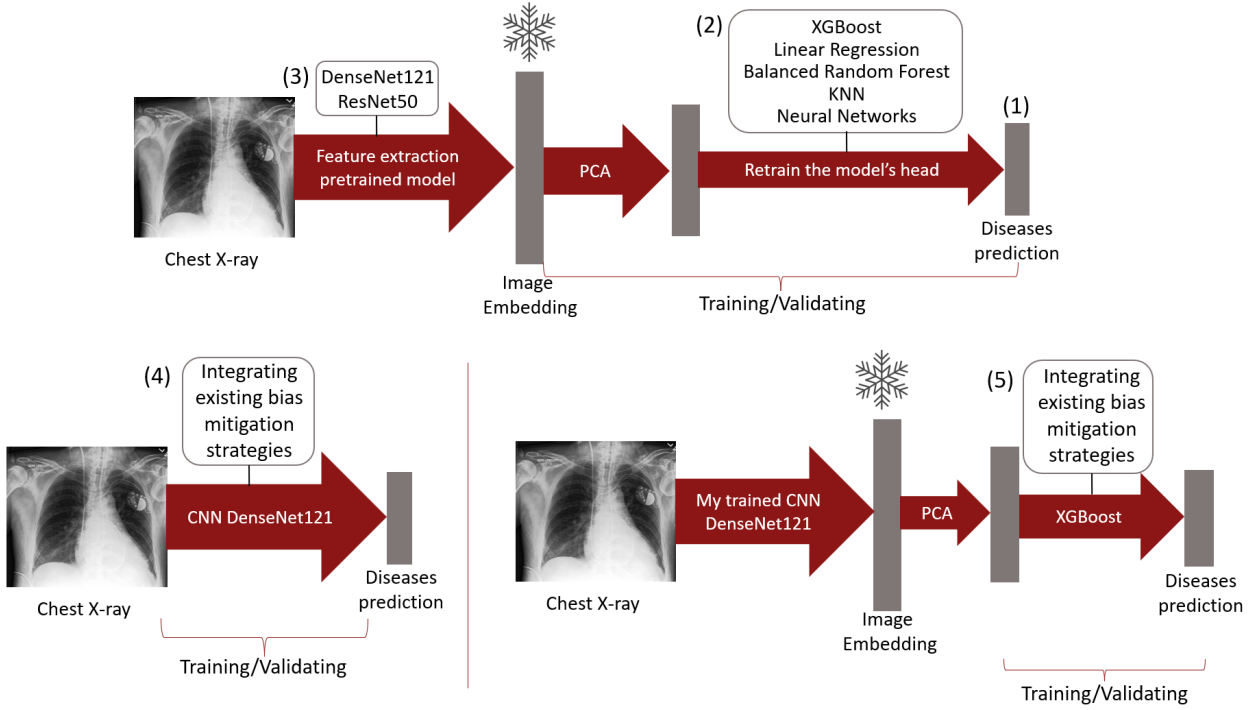 (2)
XGBoost
Linear Regression
Balanced Random Forest
KNN
Neural Networks
(3)
DenseNet121
ResNet50
(1)
Feature extraction
pretrained model
PCA
Retrain the model's head
Chest X-ray
Image
Embedding
Diseases
prediction
Training/Validating
(4)
Integrating
existing bias
mitigation
strategies
CNN DenseNet121
Chest X-ray
Diseases
prediction
Training/Validating
(5)
Integrating
existing bias
mitigation
strategies
My trained CNN
DenseNet121
PCA
XGBoost
Chest X-ray
Image
Embedding
Diseases
prediction
Training/Validating